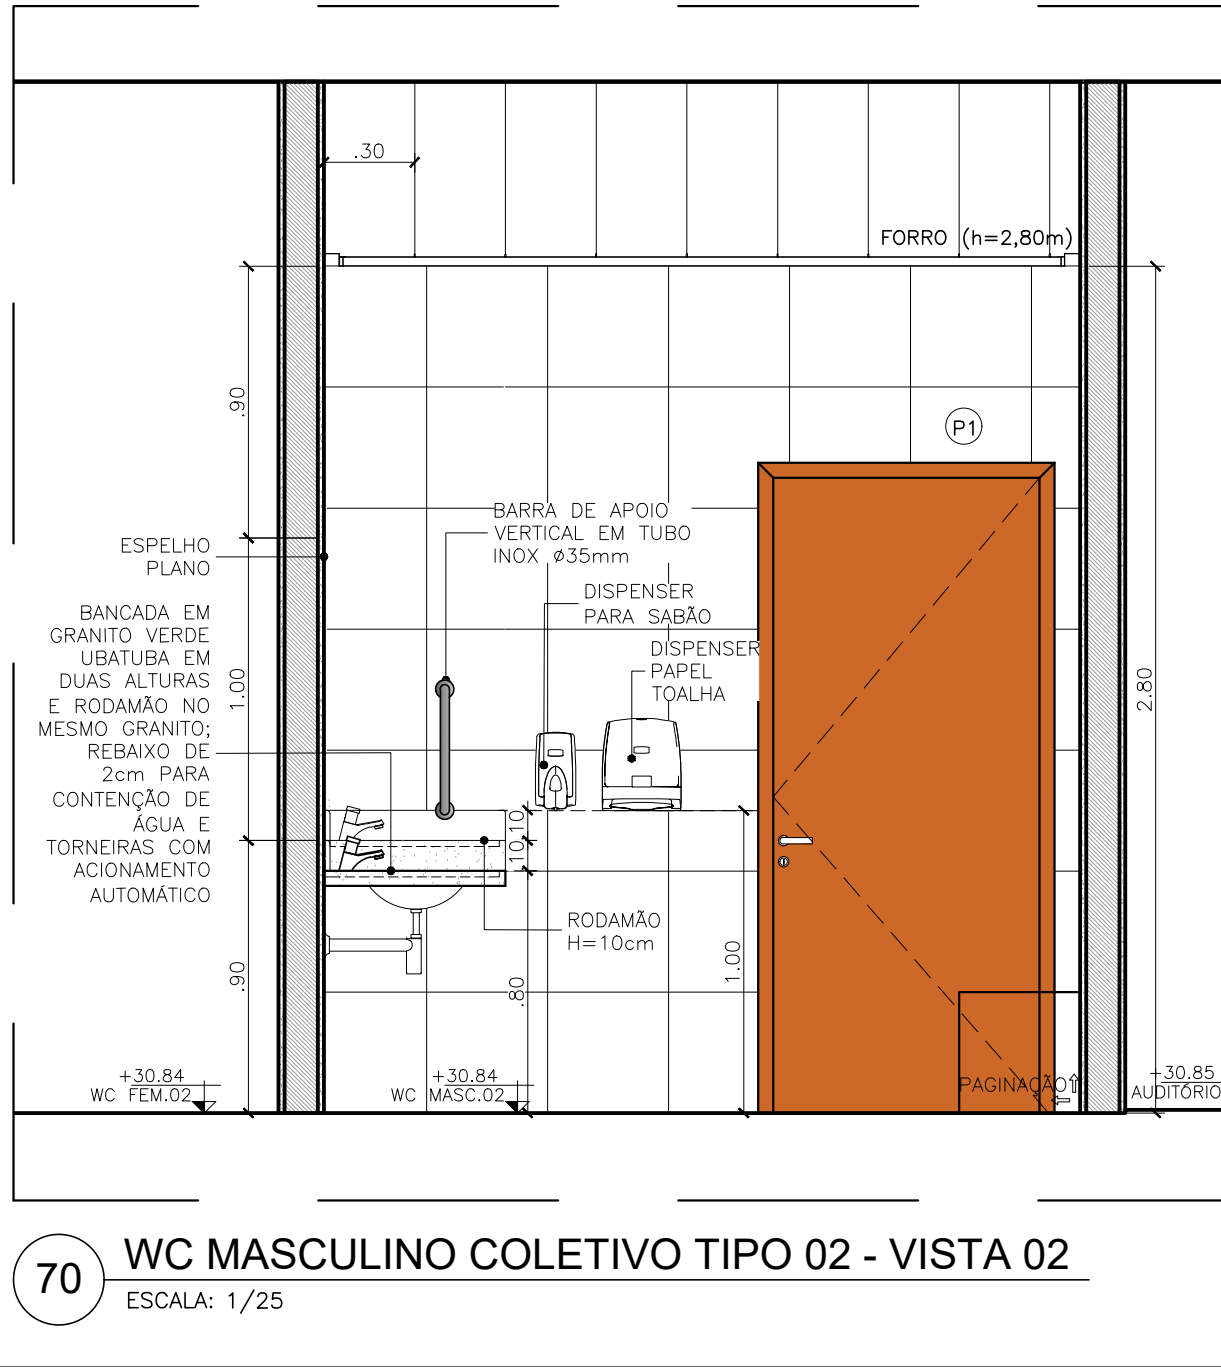 .30
FORRO (h=2,80m)
.90
P1
BARRA DE APOIO
VERTICAL EM TUBO
INOX ø35mm
ESPELHO
PLANO
DISPENSER
PARA SABÃO
DISPENSER
PAPEL
TOALHA
BANCADA EM
GRANITO VERDE
UBATUBA EM
DUAS ALTURAS
E RODAMÃO NO
MESMO GRANITO;
REBAIXO DE
2cm PARA
CONTENÇÃO DE
ÁGUA E
TORNEIRAS COM
ACIONAMENTO
AUTOMÁTICO
1.00
2.80
.10
.10
RODAMÃO
H=10cm
.90
.80
1.00
+30.84
WC FEM.02
+30.84
WC MASC.02
PAGINAÇÃO
+30.85
AUDITÓRIO
70
WC MASCULINO COLETIVO TIPO 02 - VISTA 02
ESCALA: 1/25